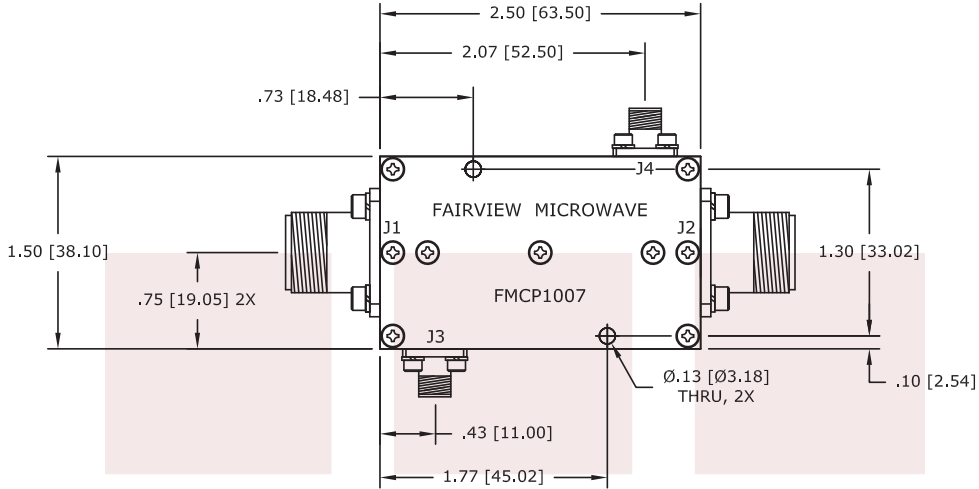 2.50 [63.50]
2.07 [52.50]
.73 [18.48]
J4
FAIRVIEW MICROWAVE
J1
J2
1.50 [38.10]
1.30 [33.02]
.75 [19.05] 2X
FMCP1007
J3
Ø.13 [Ø3.18]
THRU, 2X
.10 [2.54]
.43 [11.00]
1.77 [45.02]